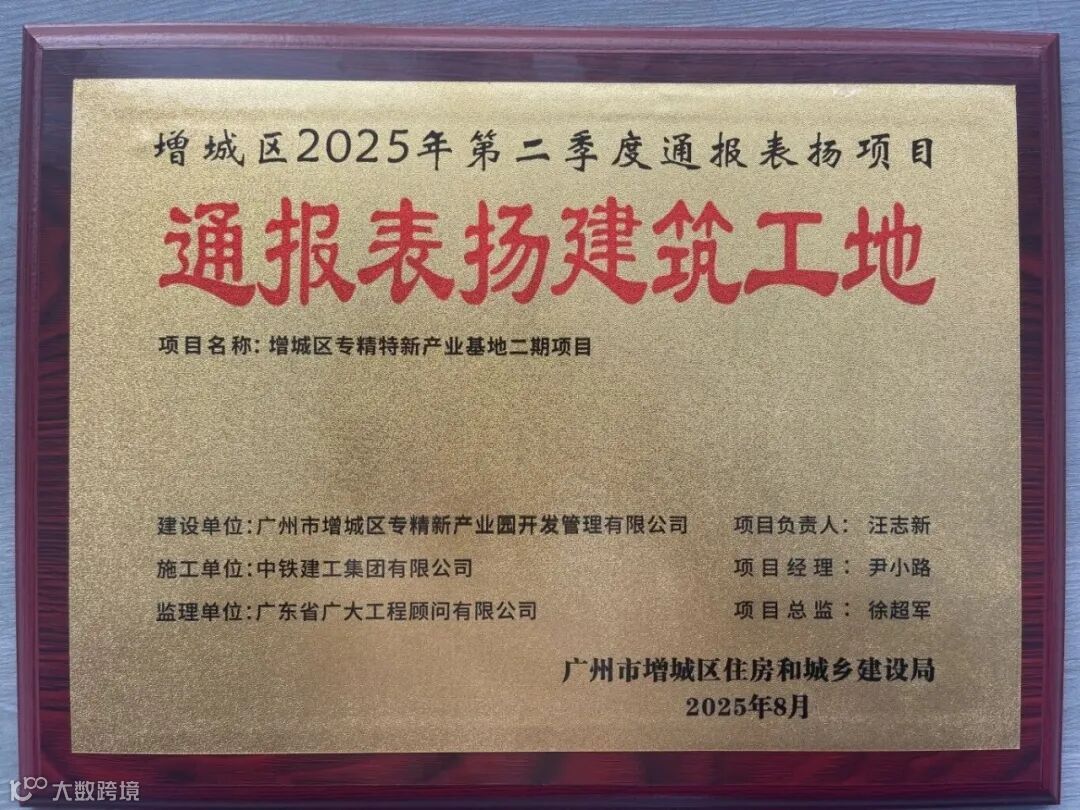 增城区2025年第二季度通报表扬项目
通报表扬建筑工地
项目名称：增城区专精特新产业基地二期项目
建设单位：广州市增城区专精新产业园开发管理有限公司 项目负责人： 汪志新
施工单位：中铁建工集团有限公司 项目经理： 尹小路
监理单位：广东省广大工程顾问有限公司 项目总监： 徐超军
广州市增城区住房和城乡建设局
2025年8月
大数跨境